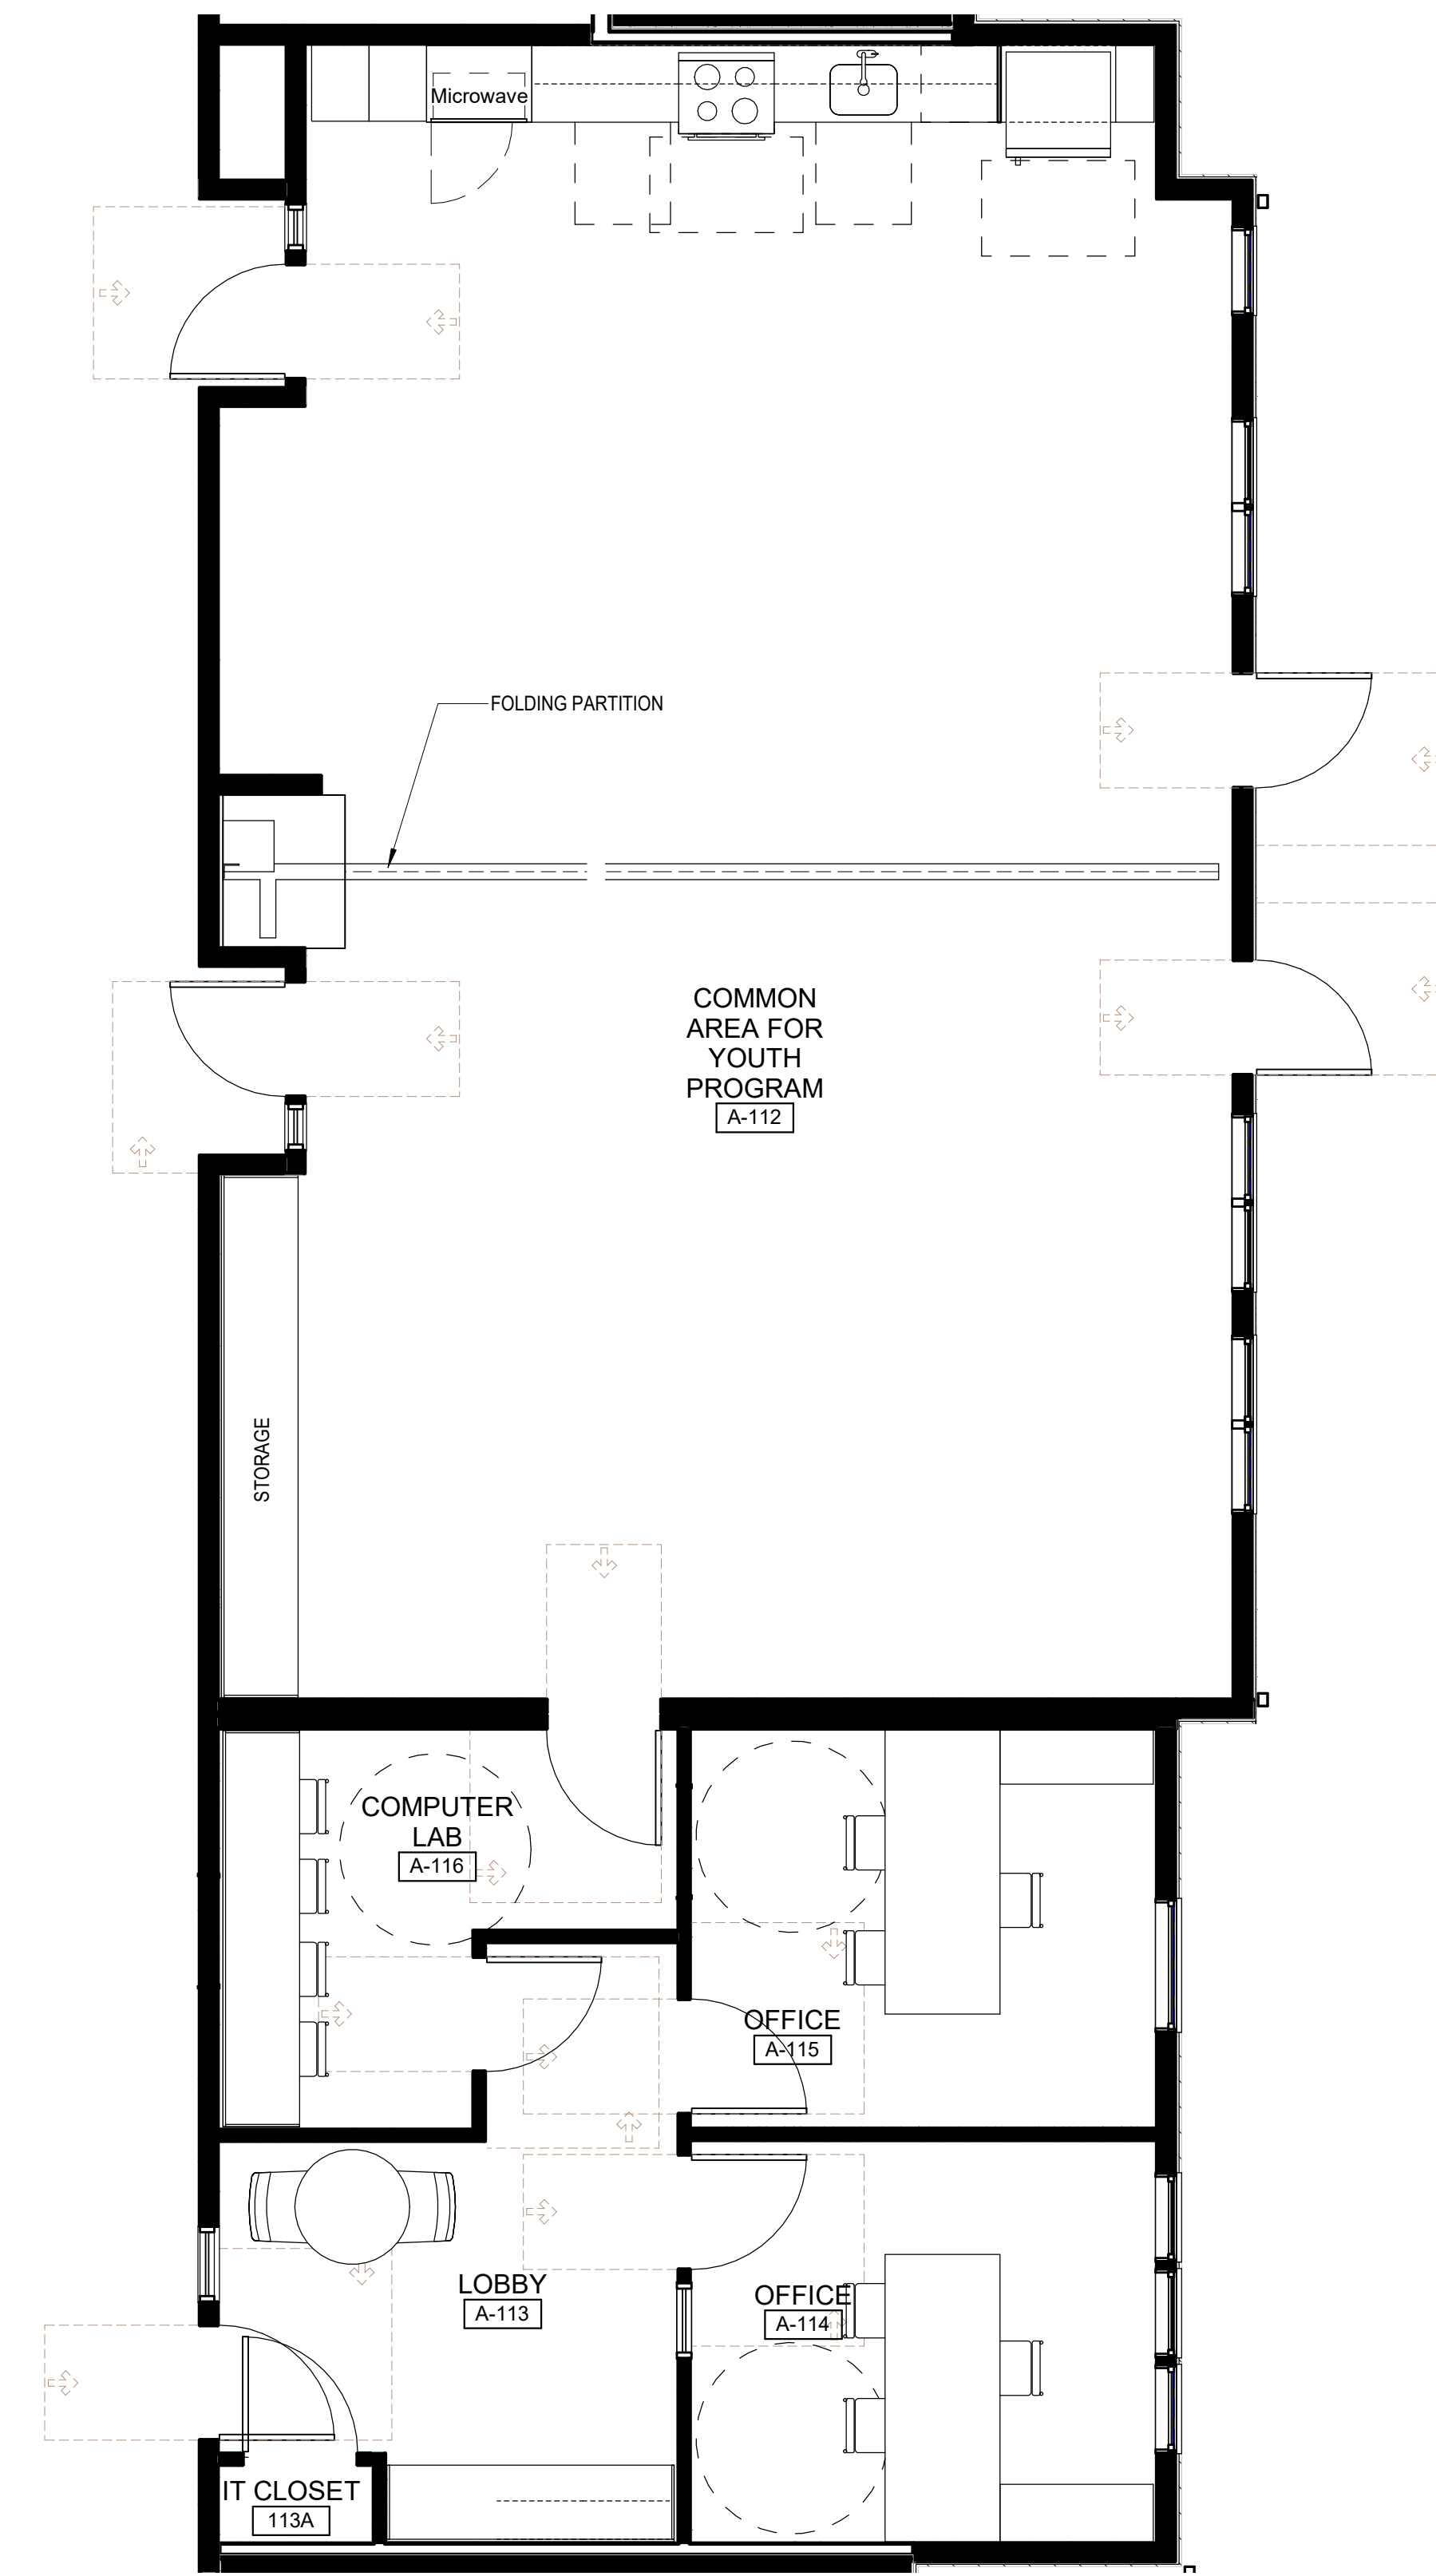 Microwave
FOLDING PARTITION
COMMON
AREA FOR
YOUTH
PROGRAM
A-112
STORAGE
COMPUTER
LAB
A-116
OFFICE
A-115
LOBBY
A-113
OFFICE
A-114
IT CLOSET
113A